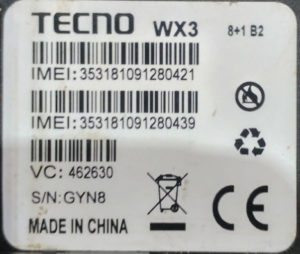 TECNO WX3 8+1 B2
IMEI:353181091280421
IMEI:353181091280439
VC: 462630
S/N:GYN8
MADE IN CHINA CE